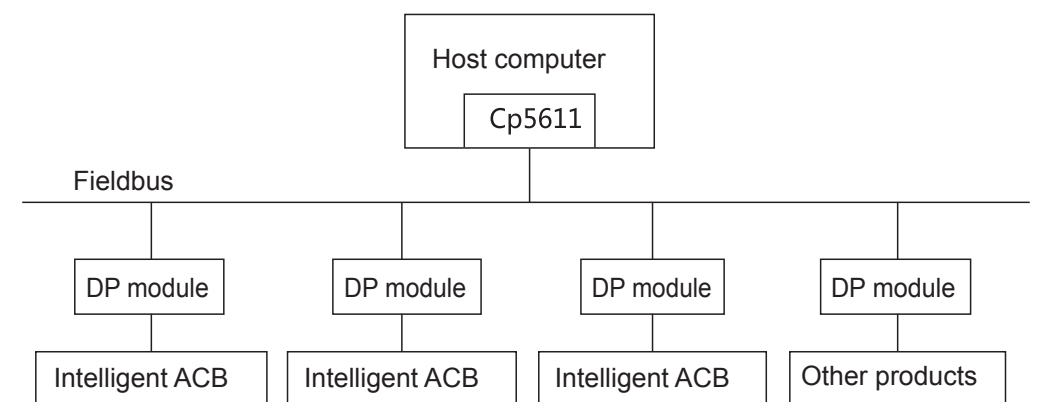 Host computer
Cp5611
Fieldbus
DP module
DP module
DP module
DP module
Intelligent ACB
Intelligent ACB
Intelligent ACB
Other products